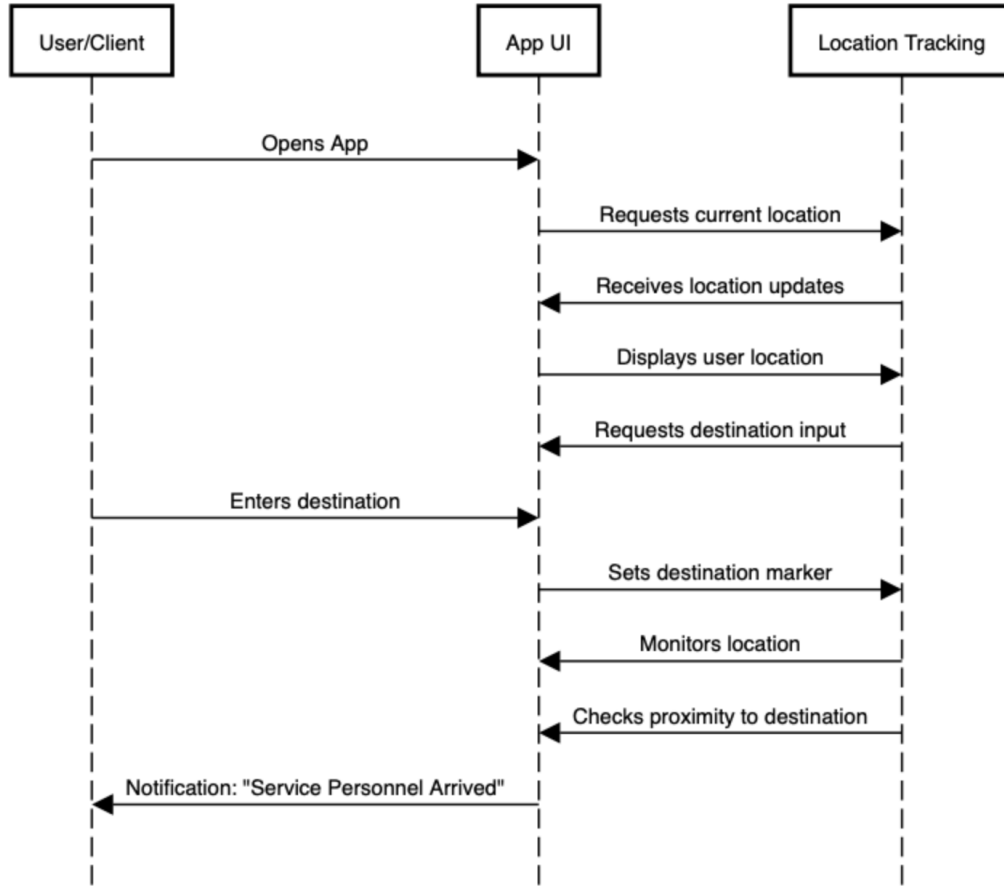 User/Client
App UI
Location Tracking
Opens App
Requests current location
Receives location updates
Displays user location
Requests destination input
Enters destination
Sets destination marker
Monitors location
Checks proximity to destination
Notification: "Service Personnel Arrived"